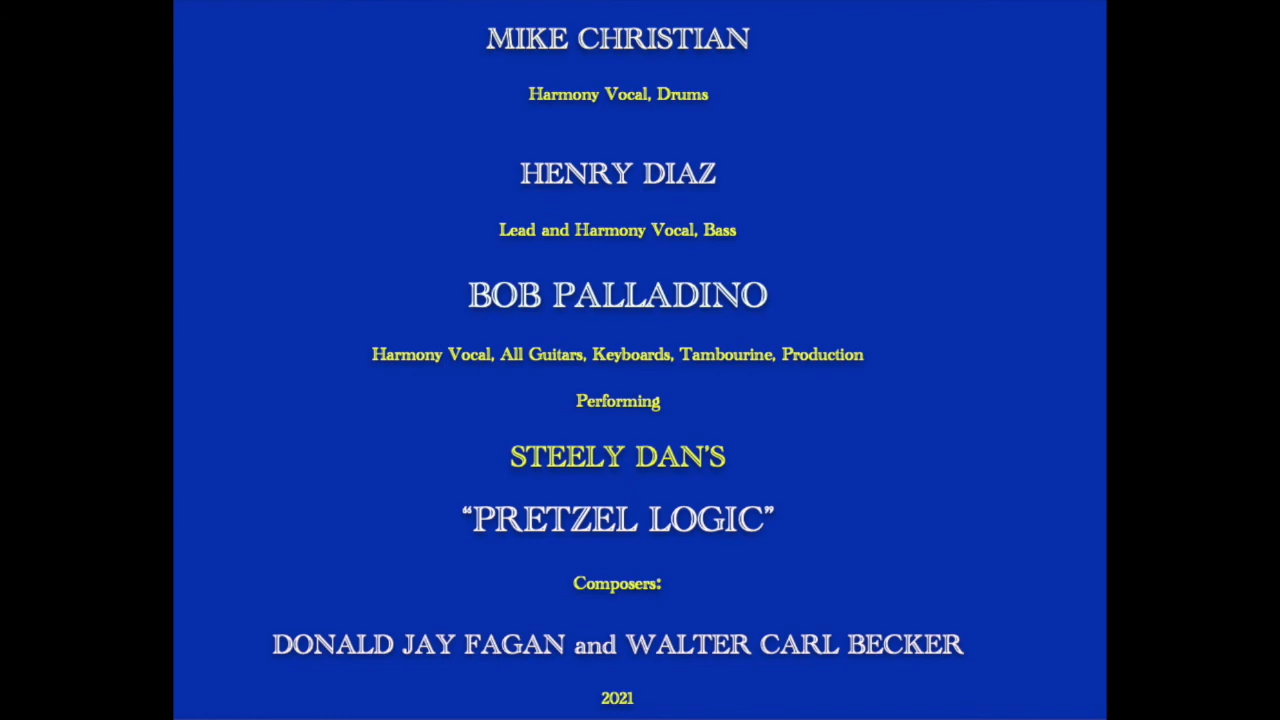 MIKE CHRISTIAN
Harmony Vocal, Drums
HENRY DIAZ
Lead and Harmony Vocal, Bass
BOB PALLADINO
Harmony Vocal, All Guitars, Keyboards, Tambourine, Production
Performing
STEELY DAN’S
“PRETZEL LOGIC”
Composers:
DONALD JAY FAGAN and WALTER CARL BECKER
2021